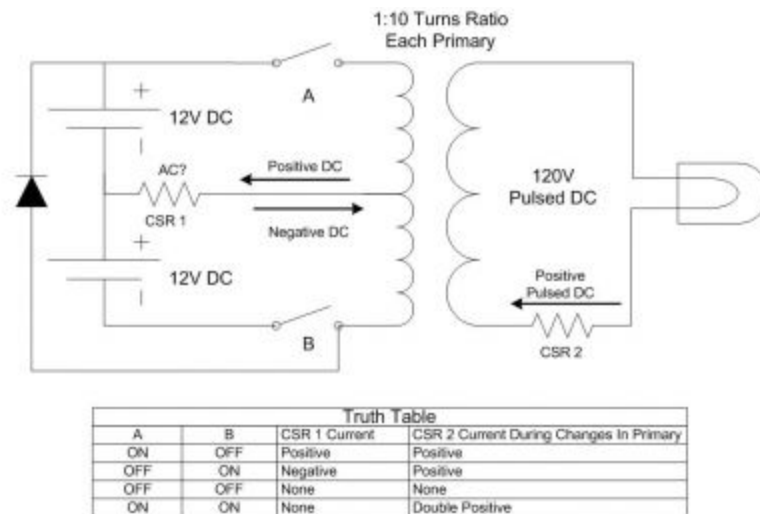 1:10 Turns Ratio
Each Primary
A
+
12V DC
|
AC?
Positive DC
120V
Pulsed DC
CSR 1
Negative DC
+
12V DC
|
Positive
Pulsed DC
B
CSR 2
Truth Table
A B CSR 1 Current CSR 2 Current During Changes In Primary
ON OFF Positive Positive
OFF ON Negative Positive
OFF OFF None None
ON ON None Double Positive